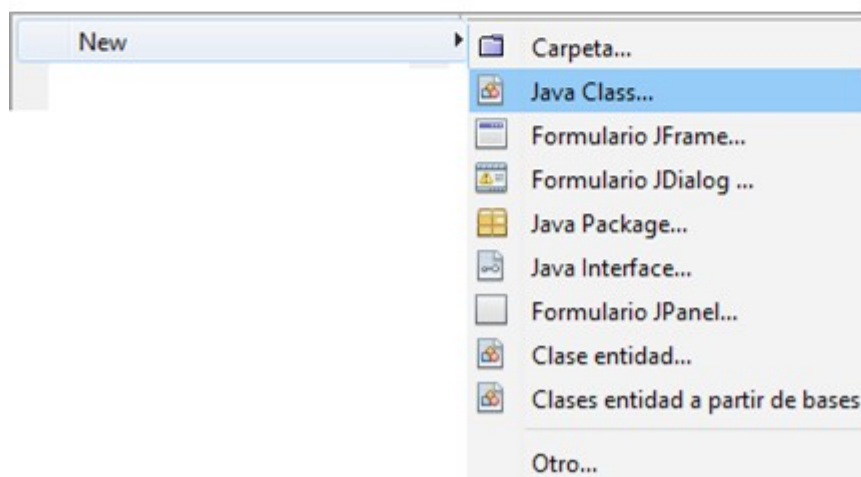 New
Carpeta...
Java Class...
Formulario JFrame...
Formulario JDialog ...
Java Package...
Java Interface...
Formulario JPanel...
Clase entidad...
Clases entidad a partir de bases
Otro...